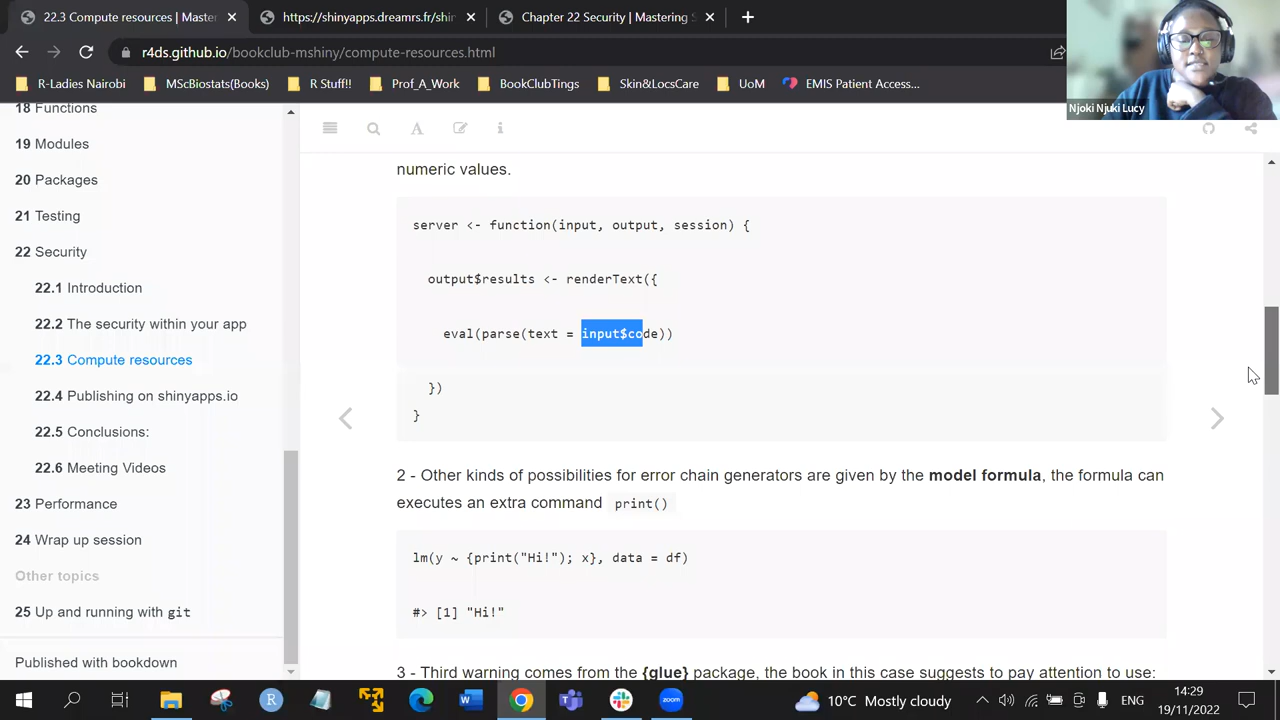 22.3 Compute resources | Master
https://shinyapps.dreamrs.fr/shin
Chapter 22 Security | Mastering S
r4ds.github.io/bookclub-mshiny/compute-resources.html
R-Ladies Nairobi
MScBiostats(Books)
R Stuff!!
Prof_A_Work
BookClubTings
Skin&LocsCare
UoM
EMIS Patient Access...
Njoki Njuki Lucy
18 Functions
19 Modules
20 Packages
21 Testing
22 Security
22.1 Introduction
22.2 The security within your app
22.3 Compute resources
22.4 Publishing on shinyapps.io
22.5 Conclusions:
22.6 Meeting Videos
23 Performance
24 Wrap up session
Other topics
25 Up and running with git
Published with bookdown
numeric values.
server <- function(input, output, session) {
output$results <- renderText({
eval(parse(text = input$code))
})
}
2 - Other kinds of possibilities for error chain generators are given by the model formula, the formula can
executes an extra command print()
lm(y ~ {print("Hi!"); x}, data = df)
#> [1] "Hi!"
3 - Third warning comes from the {glue} package, the book in this case suggests to pay attention to use:
10°C Mostly cloudy
ENG
14:29
19/11/2022